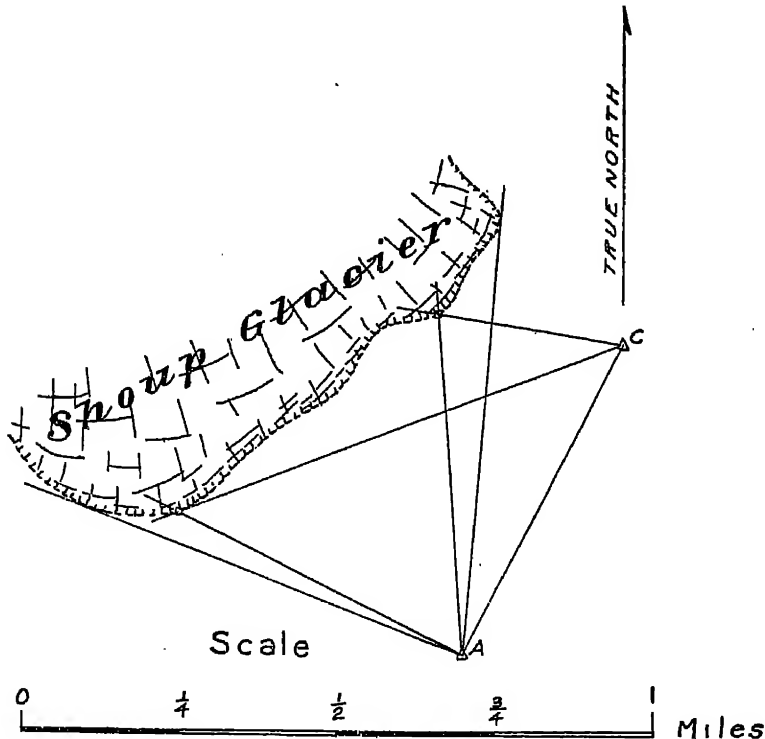 TRUE NORTH
Shoup Glacier
C
A
Scale
0 1/4 1/2 3/4 1
Miles